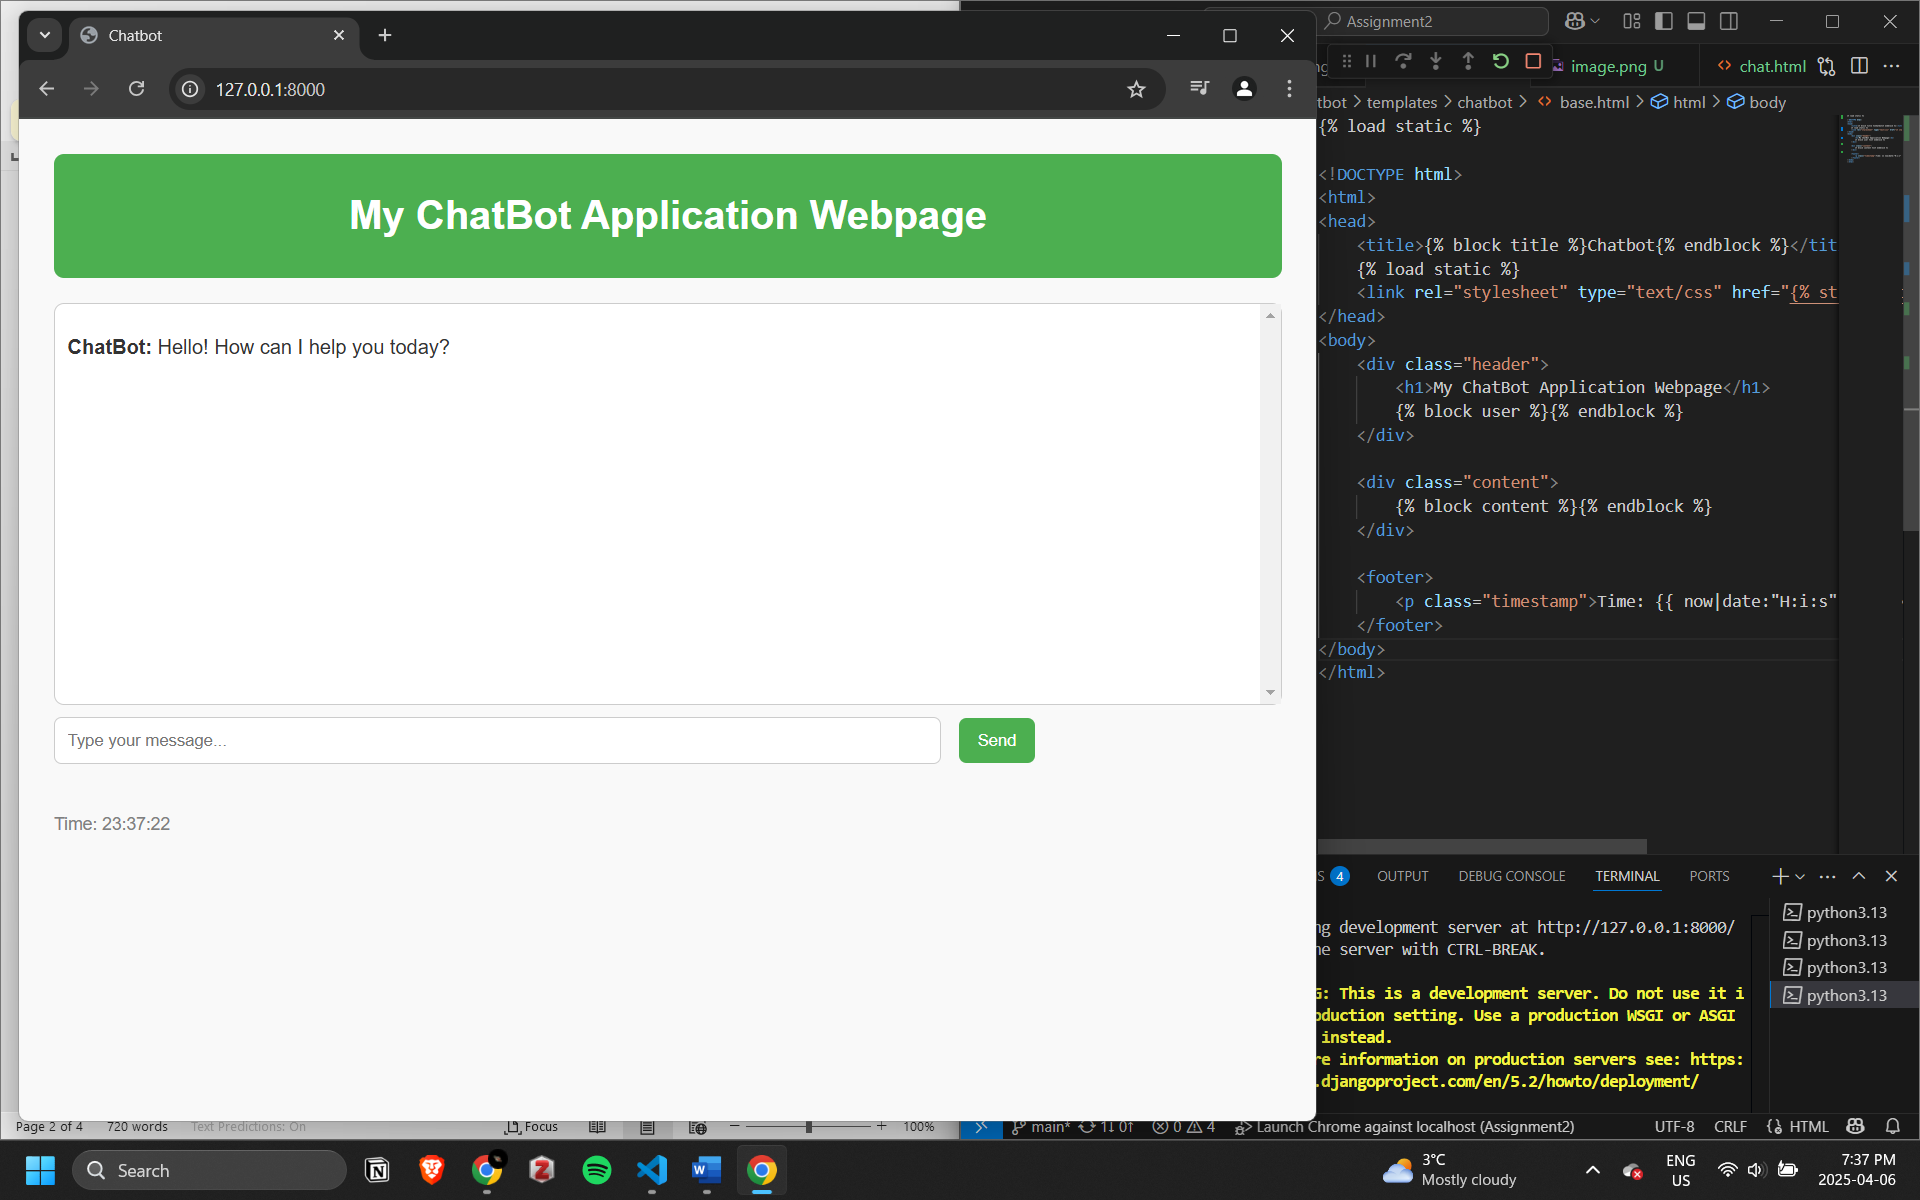 Chatbot
127.0.0.1:8000
My ChatBot Application Webpage
ChatBot: Hello! How can I help you today?
Type your message...
Send
Time: 23:37:22
Assignment2
image.png U
chat.html
templates > chatbot > base.html > html > body
{% load static %}
<!DOCTYPE html>
<html>
<head>
<title>{% block title %}Chatbot{% endblock %}</tit
{% load static %}
<link rel="stylesheet" type="text/css" href="{% st
</head>
<body>
<div class="header">
<h1>My ChatBot Application Webpage</h1>
{% block user %}{% endblock %}
</div>
<div class="content">
{% block content %}{% endblock %}
</div>
<footer>
<p class="timestamp">Time: {{ now|date:"H:i:s"
</footer>
</body>
</html>
4 OUTPUT DEBUG CONSOLE TERMINAL PORTS
development server at http://127.0.0.1:8000/
server with CTRL-BREAK.
This is a development server. Do not use it i
setting. Use a production WSGI or ASGI
instead.
information on production servers see: https:
.djangoproject.com/en/5.2/howto/deployment/
python3.13
python3.13
python3.13
python3.13
Page 2 of 4 720 words Text Predictions: On Focus 100%
main* 1↓ 0↑ 0 4 Launch Chrome against localhost (Assignment2) UTF-8 CRLF HTML
Search
3°C
Mostly cloudy
ENG
US
7:37 PM
2025-04-06